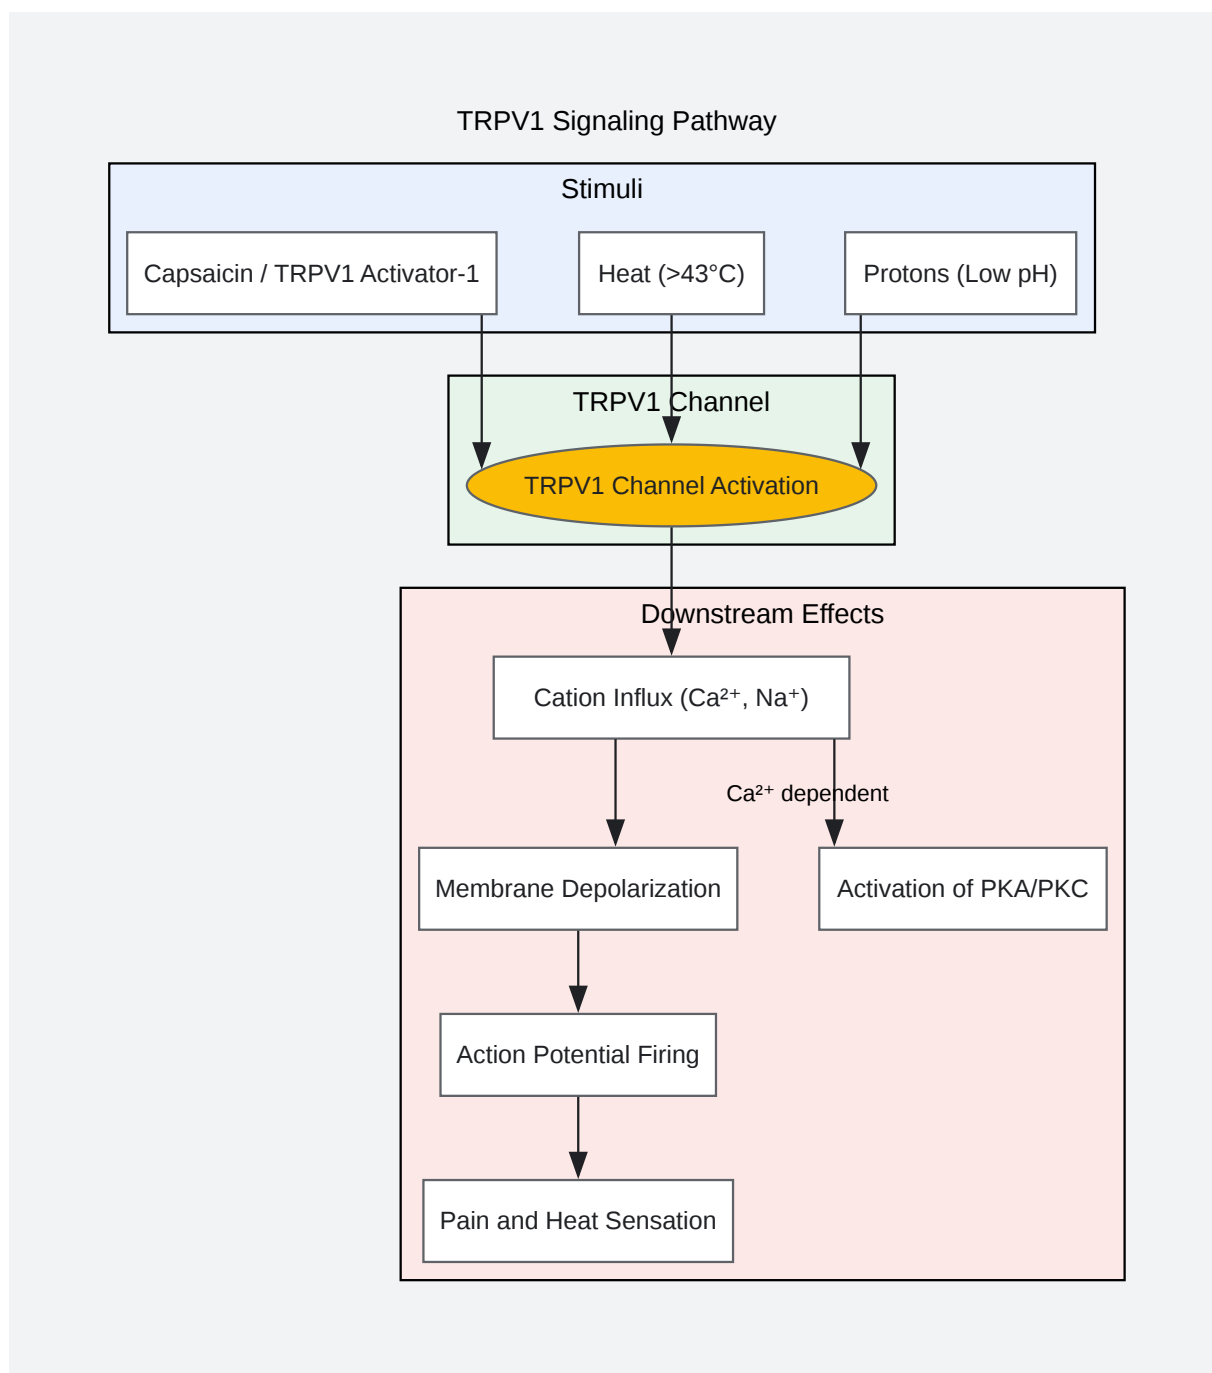 TRPV1 Signaling Pathway
Stimuli
Capsaicin / TRPV1 Activator-1
Heat (>43°C)
Protons (Low pH)
TRPV1 Channel
TRPV1 Channel Activation
Downstream Effects
Cation Influx (Ca²⁺, Na⁺)
Ca²⁺ dependent
Membrane Depolarization
Activation of PKA/PKC
Action Potential Firing
Pain and Heat Sensation